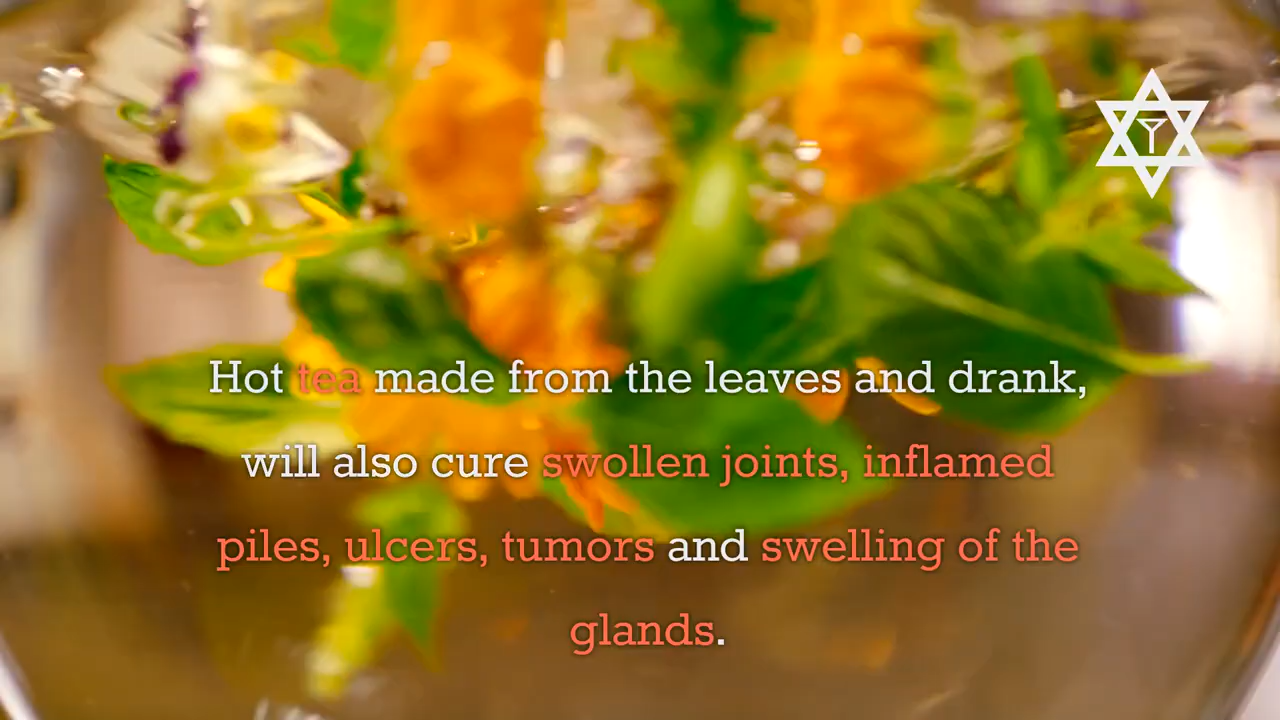 Hot tea made from the leaves and drank,
will also cure swollen joints, inflamed
piles, ulcers, tumors and swelling of the
glands.